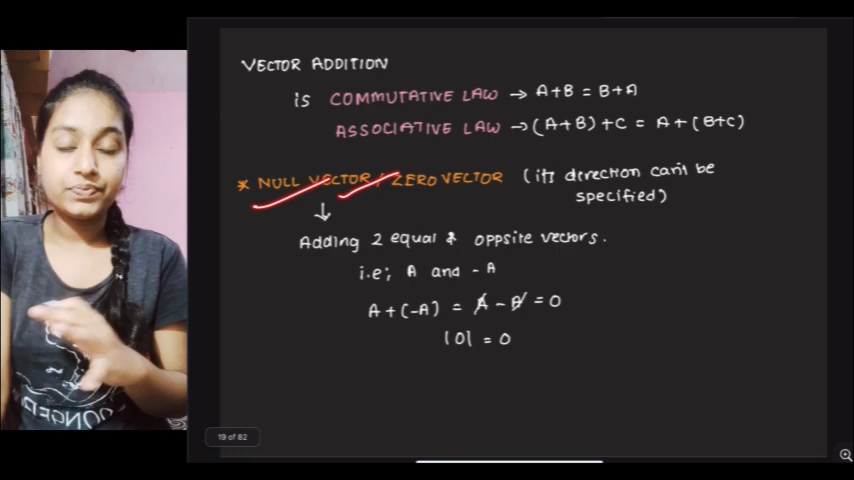 VECTOR ADDITION
is COMMUTATIVE LAW → A+B = B+A
ASSOCIATIVE LAW → (A+B)+C = A+(B+C)
* NULL VECTOR / ZERO VECTOR (its direction can't be
specified)
↓
Adding 2 equal & opposite vectors.
i.e; A and -A
A+(-A) = A - A = 0
|0| = 0
19 of 82